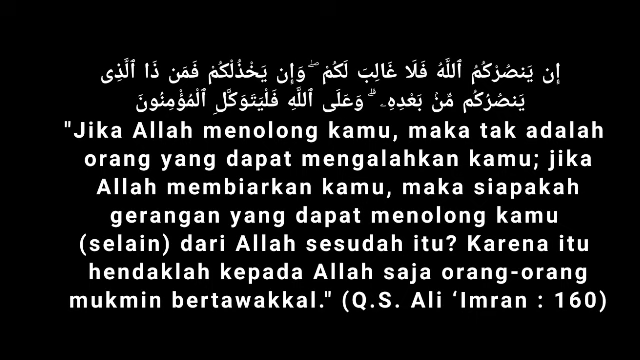 إِن يَنصُرْكُمُ ٱللَّهُ فَلَا غَالِبَ لَكُمْ ۖ وَإِن يَخْذُلْكُمْ فَمَن ذَا ٱلَّذِى
يَنصُرُكُم مِّنۢ بَعْدِهِۦ ۗ وَعَلَى ٱللَّهِ فَلْيَتَوَكَّلِ ٱلْمُؤْمِنُونَ
"Jika Allah menolong kamu, maka tak adalah
orang yang dapat mengalahkan kamu; jika
Allah membiarkan kamu, maka siapakah
gerangan yang dapat menolong kamu
(selain) dari Allah sesudah itu? Karena itu
hendaklah kepada Allah saja orang-orang
mukmin bertawakkal." (Q.S. Ali ‘Imran : 160)